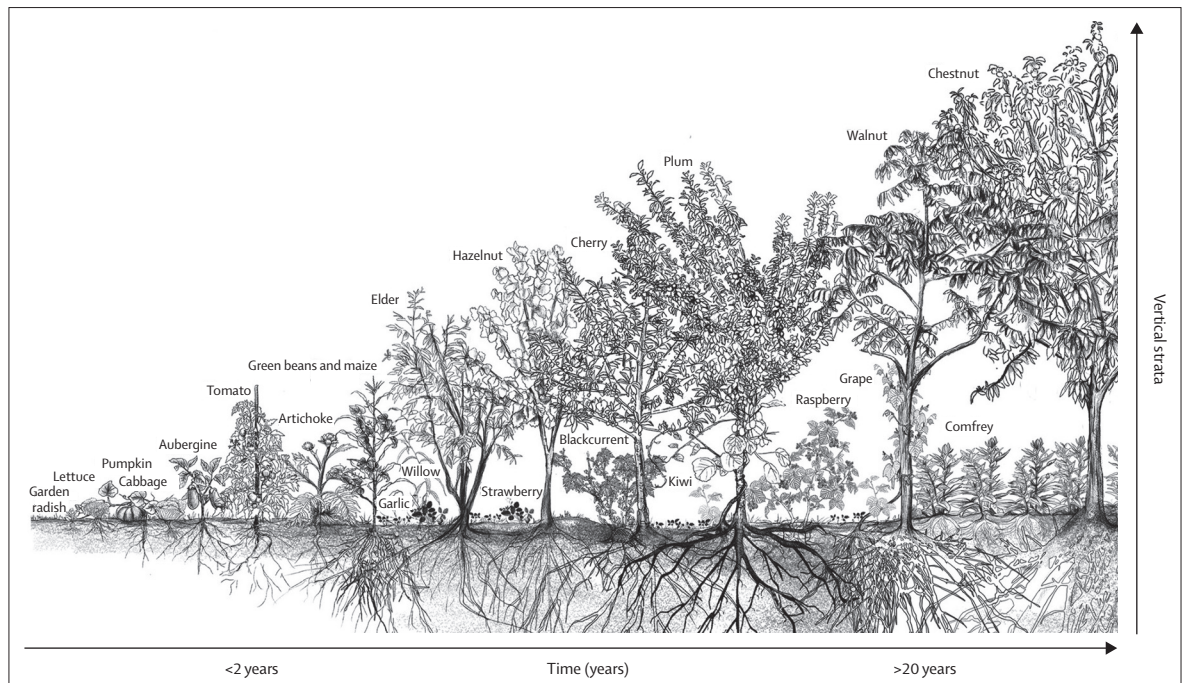 Chestnut
Walnut
Plum
Cherry
Hazelnut
Elder
Green beans and maize
Tomato
Artichoke
Grape
Raspberry
Comfrey
Aubergine
Blackcurrent
Pumpkin
Lettuce
Cabbage
Willow
Kiwi
Garden
radish
Garlic
Strawberry
Vertical strata
<2 years
Time (years)
>20 years